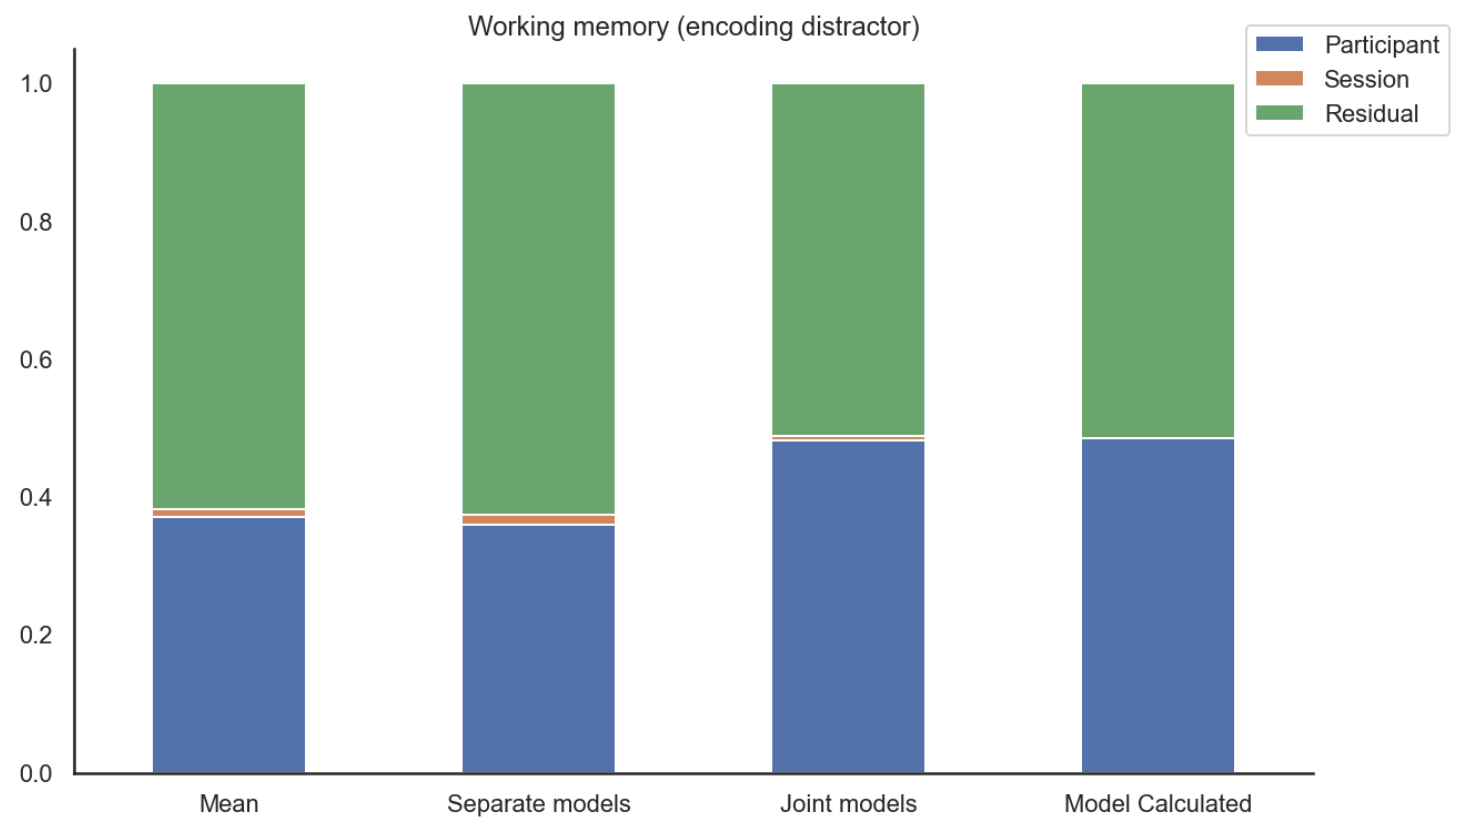 Working memory (encoding distractor)
Participant
Session
Residual
1.0
0.8
0.6
0.4
0.2
0.0
Mean
Separate models
Joint models
Model Calculated